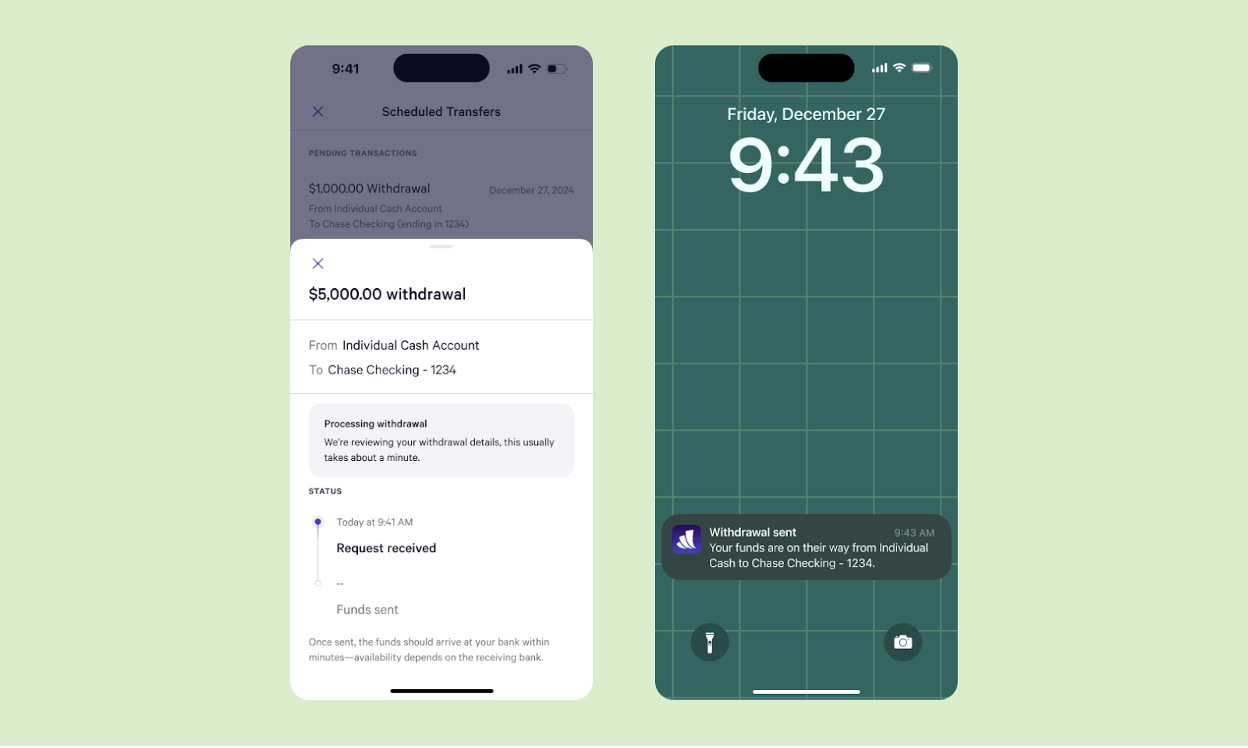 9:41
Scheduled Transfers
PENDING TRANSACTIONS
$1,000.00 Withdrawal
December 27, 2024
From Individual Cash Account
To Chase Checking (ending in 1234)
$5,000.00 withdrawal
From Individual Cash Account
To Chase Checking - 1234
Processing withdrawal
We're reviewing your withdrawal details, this usually
takes about a minute.
STATUS
Today at 9:41 AM
Request received
--
Funds sent
Once sent, the funds should arrive at your bank within
minutes—availability depends on the receiving bank.
Friday, December 27
9:43
Withdrawal sent
9:43 AM
Your funds are on their way from Individual
Cash to Chase Checking - 1234.